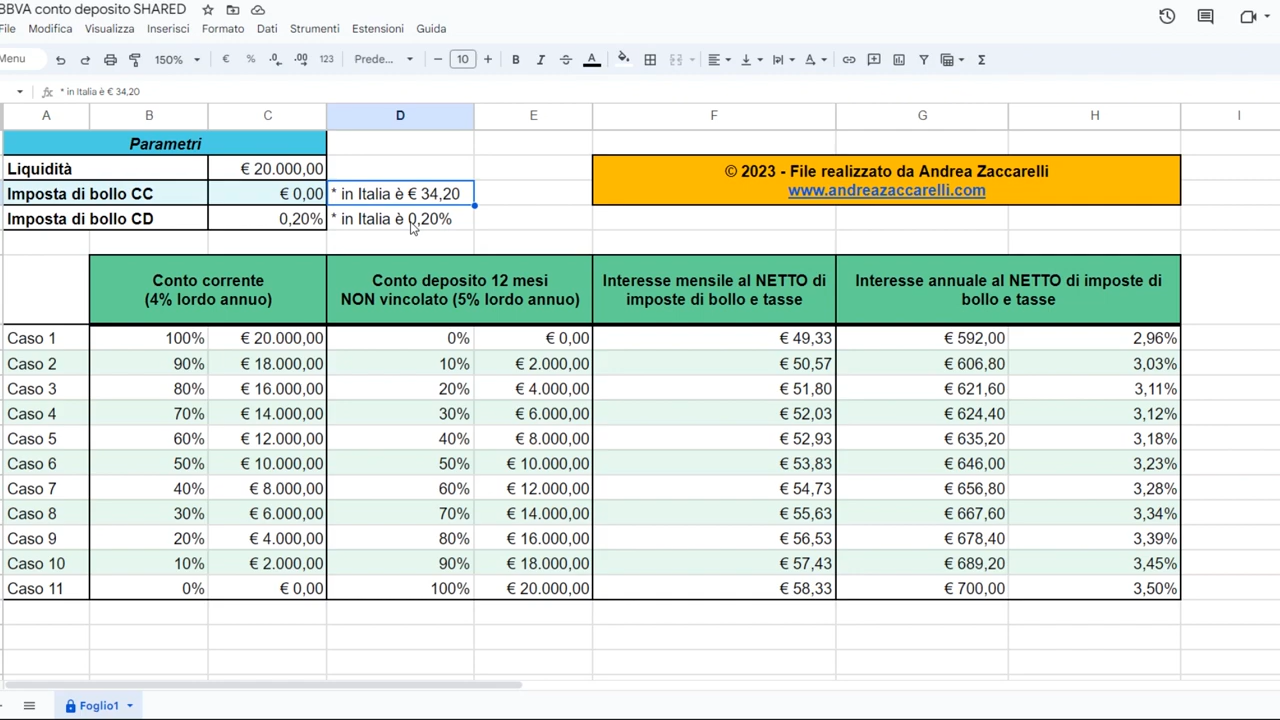 BBVA conto deposito SHARED
File Modifica Visualizza Inserisci Formato Dati Strumenti Estensioni Guida
Menu 150% € % .0 .00 123 Prede... 10 B I A
fx * in Italia è € 34,20
A B C D E F G H I
Parametri
Liquidità € 20.000,00
© 2023 - File realizzato da Andrea Zaccarelli
www.andreazaccarelli.com
Imposta di bollo CC € 0,00 * in Italia è € 34,20
Imposta di bollo CD 0,20% * in Italia è 0,20%
Conto corrente
(4% lordo annuo)
Conto deposito 12 mesi
NON vincolato (5% lordo annuo)
Interesse mensile al NETTO di
imposte di bollo e tasse
Interesse annuale al NETTO di imposte di
bollo e tasse
Caso 1 100% € 20.000,00 0% € 0,00 € 49,33 € 592,00 2,96%
Caso 2 90% € 18.000,00 10% € 2.000,00 € 50,57 € 606,80 3,03%
Caso 3 80% € 16.000,00 20% € 4.000,00 € 51,80 € 621,60 3,11%
Caso 4 70% € 14.000,00 30% € 6.000,00 € 52,03 € 624,40 3,12%
Caso 5 60% € 12.000,00 40% € 8.000,00 € 52,93 € 635,20 3,18%
Caso 6 50% € 10.000,00 50% € 10.000,00 € 53,83 € 646,00 3,23%
Caso 7 40% € 8.000,00 60% € 12.000,00 € 54,73 € 656,80 3,28%
Caso 8 30% € 6.000,00 70% € 14.000,00 € 55,63 € 667,60 3,34%
Caso 9 20% € 4.000,00 80% € 16.000,00 € 56,53 € 678,40 3,39%
Caso 10 10% € 2.000,00 90% € 18.000,00 € 57,43 € 689,20 3,45%
Caso 11 0% € 0,00 100% € 20.000,00 € 58,33 € 700,00 3,50%
Foglio1